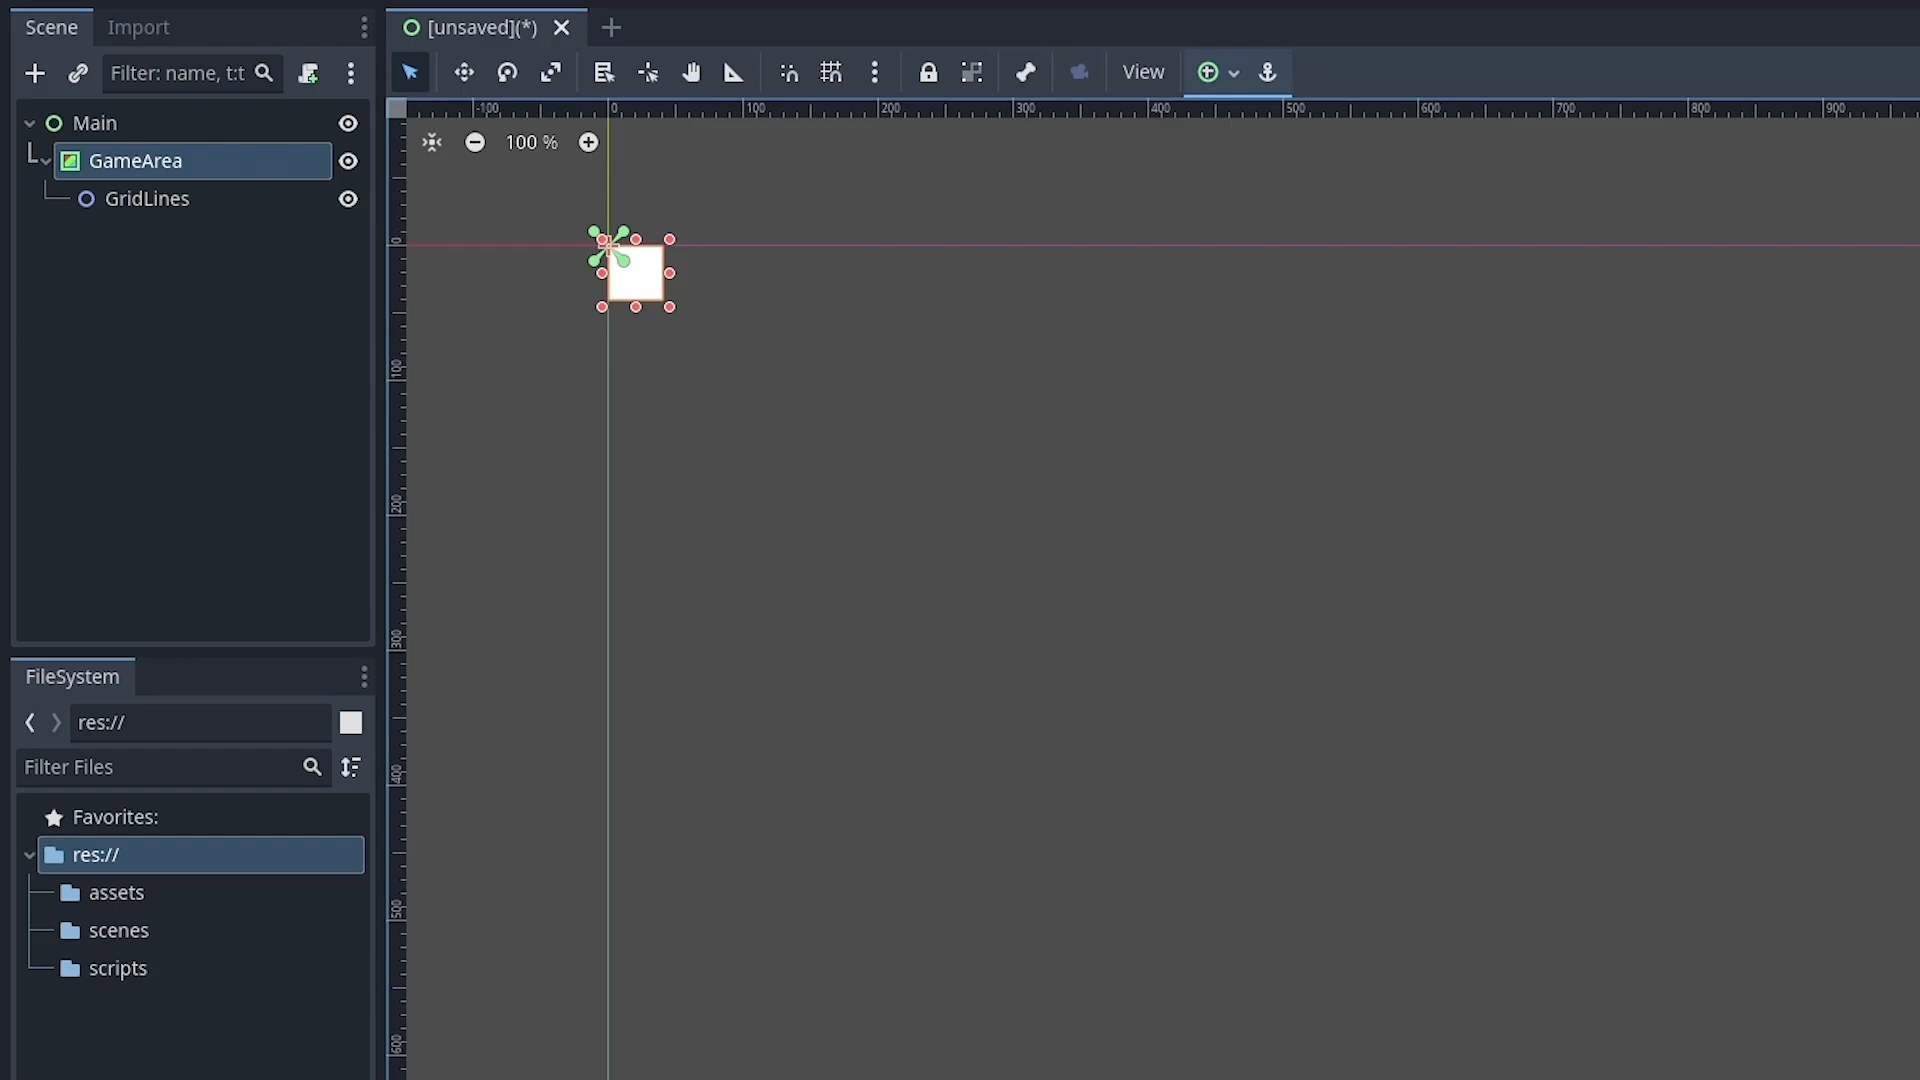 Scene Import
[unsaved](*)
Filter: name, t:t
View
Main
GameArea
GridLines
-100 0 100 200 300 400 500 600 700 800 900
100 %
0
100
200
300
400
500
600
FileSystem
res://
Filter Files
Favorites:
res://
assets
scenes
scripts